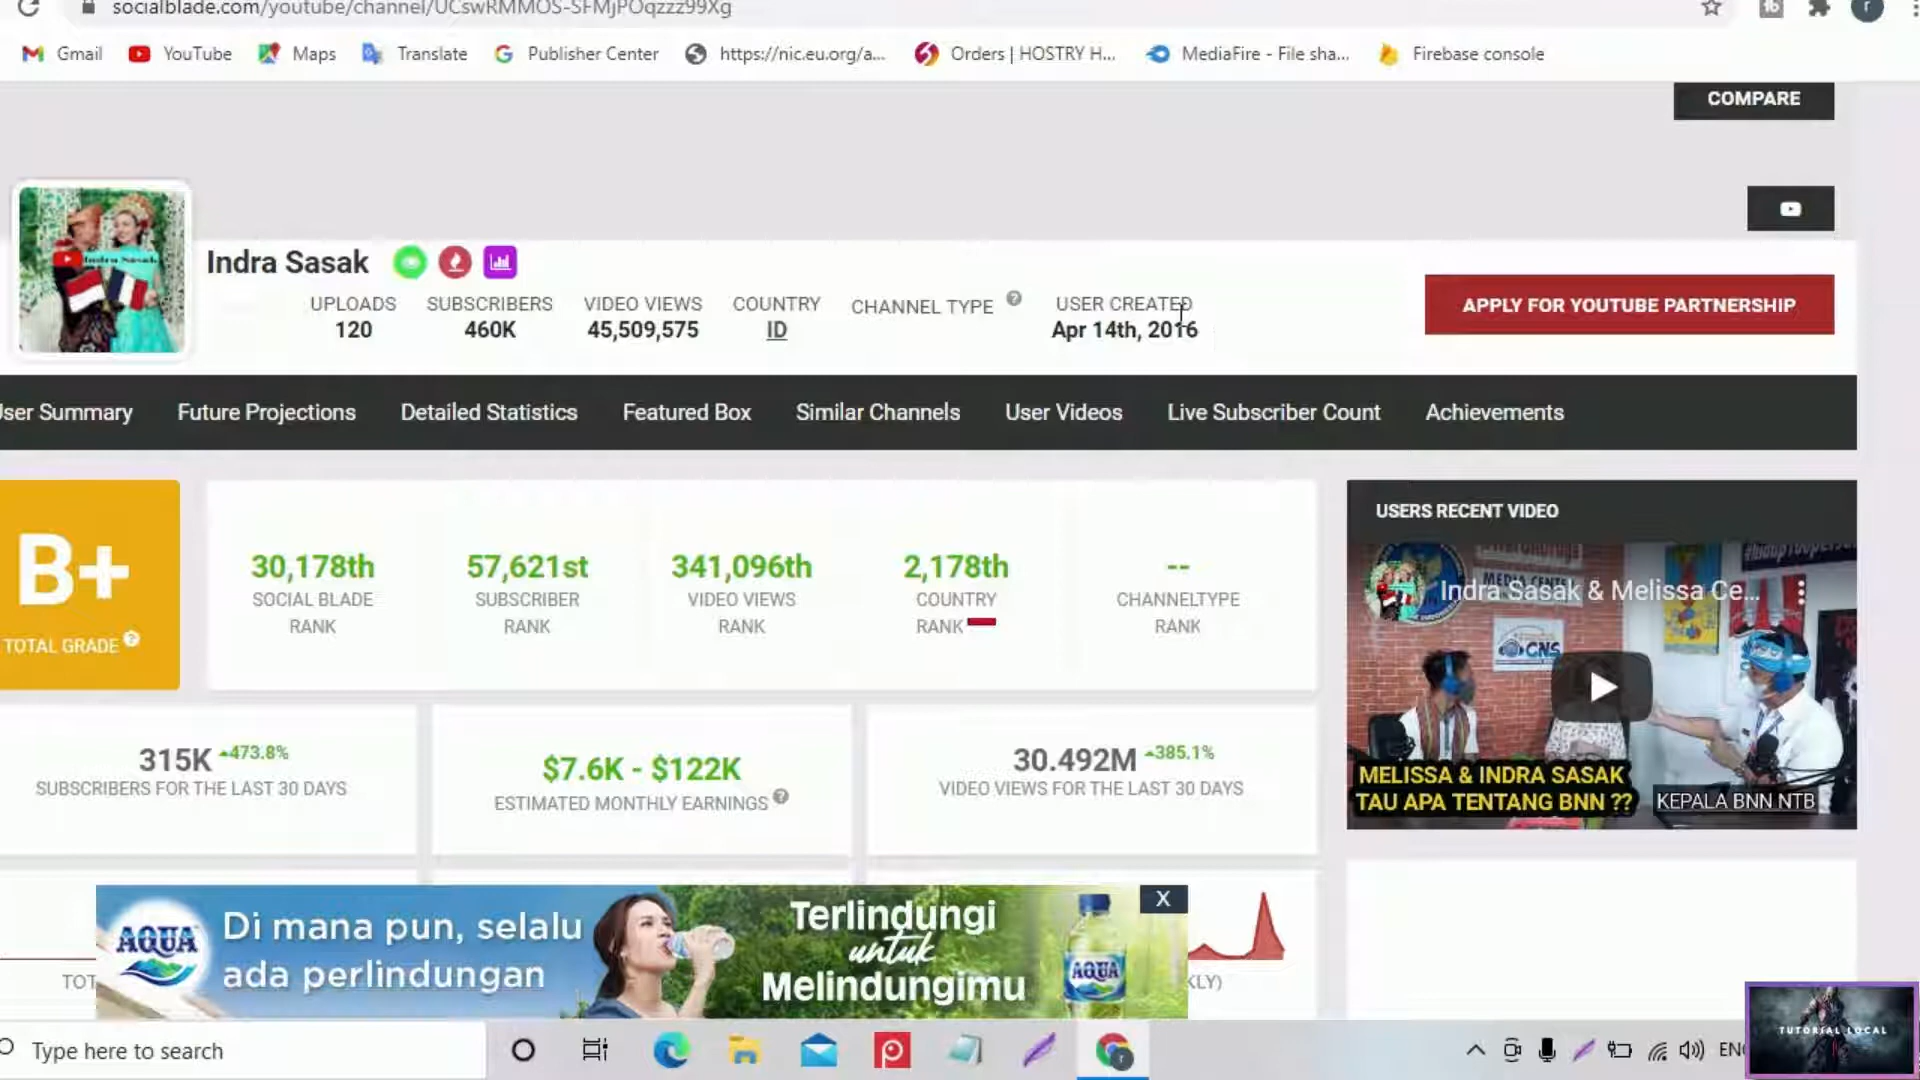 socialblade.com/youtube/channel/UCswRMMOS-SFMjPOqzzz99Xg
Gmail YouTube Maps Translate Publisher Center https://nic.eu.org/a... Orders | HOSTRY H... MediaFire - File sha... Firebase console
COMPARE
Indra Sasak
UPLOADS SUBSCRIBERS VIDEO VIEWS COUNTRY CHANNEL TYPE USER CREATED
120 460K 45,509,575 ID Apr 14th, 2016
APPLY FOR YOUTUBE PARTNERSHIP
User Summary Future Projections Detailed Statistics Featured Box Similar Channels User Videos Live Subscriber Count Achievements
B+
TOTAL GRADE
30,178th 57,621st 341,096th 2,178th --
SOCIAL BLADE SUBSCRIBER VIDEO VIEWS COUNTRY CHANNELTYPE
RANK RANK RANK RANK RANK
USERS RECENT VIDEO
Indra Sasak & Melissa Ce...
MEDIA CENTER
CNS
MELISSA & INDRA SASAK
TAU APA TENTANG BNN ??
KEPALA BNN NTB
315K 473.8%
SUBSCRIBERS FOR THE LAST 30 DAYS
$7.6K - $122K
ESTIMATED MONTHLY EARNINGS
30.492M 385.1%
VIDEO VIEWS FOR THE LAST 30 DAYS
AQUA
Di mana pun, selalu
ada perlindungan
Terlindungi
untuk
Melindungimu
AQUA
X
TOT
KLY)
Type here to search
ENG
TUTORIAL LOCAL